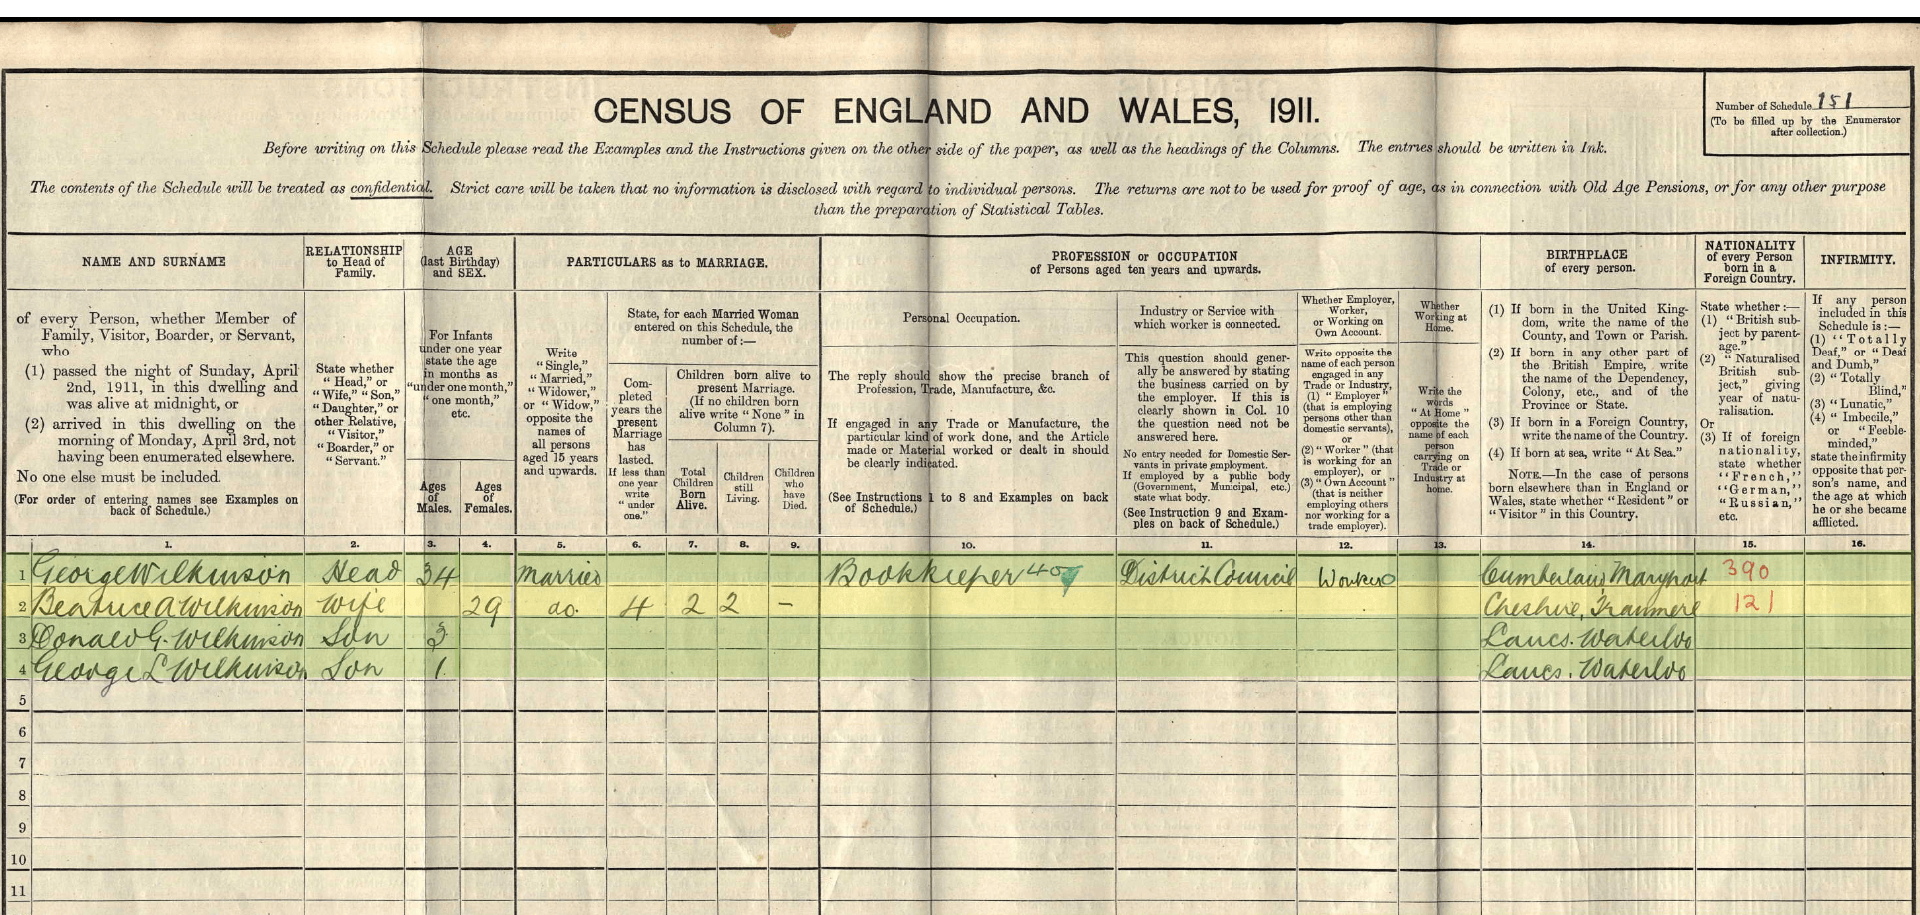 CENSUS OF ENGLAND AND WALES, 1911.
Number of Schedule 151
(To be filled up by the Enumerator
after collection.)
Before writing on this Schedule please read the Examples and the Instructions given on the other side of the paper, as well as the headings of the Columns. The entries should be written in Ink.
The contents of the Schedule will be treated as confidential. Strict care will be taken that no information is disclosed with regard to individual persons. The returns are not to be used for proof of age, as in connection with Old Age Pensions, or for any other purpose
than the preparation of Statistical Tables.
NAME AND SURNAME
RELATIONSHIP
to Head of
Family.
AGE
(last Birthday)
and SEX.
PARTICULARS as to MARRIAGE.
PROFESSION or OCCUPATION
of Persons aged ten years and upwards.
BIRTHPLACE
of every person.
NATIONALITY
of every Person
born in a
Foreign Country.
INFIRMITY.
of every Person, whether Member of
Family, Visitor, Boarder, or Servant,
who
(1) passed the night of Sunday, April
2nd, 1911, in this dwelling and
was alive at midnight, or
(2) arrived in this dwelling on the
morning of Monday, April 3rd, not
having been enumerated elsewhere.
No one else must be included.
(For order of entering names see Examples on
back of Schedule.)
State whether
"Head," or
"Wife," "Son,"
"Daughter," or
other Relative,
"Visitor,"
"Boarder," or
"Servant."
For Infants
under one year
state the age
in months as
"under one month,"
"one month,"
etc.
Ages
of
Males.
Ages
of
Females.
Write
"Single,"
"Married,"
"Widower,"
or "Widow,"
opposite the
names of
all persons
aged 15 years
and upwards.
State, for each Married Woman
entered on this Schedule, the
number of :—
Com-
pleted
years the
present
Marriage
has
lasted.
If less than
one year
write
"under
one."
Children born alive to
present Marriage.
(If no children born
alive write "None" in
Column 7).
Total
Children
Born
Alive.
Children
still
Living.
Children
who
have
Died.
Personal Occupation.
The reply should show the precise branch of
Profession, Trade, Manufacture, &c.
If engaged in any Trade or Manufacture, the
particular kind of work done, and the Article
made or Material worked or dealt in should
be clearly indicated.
(See Instructions 1 to 8 and Examples on back
of Schedule.)
Industry or Service with
which worker is connected.
This question should gener-
ally be answered by stating
the business carried on by
the employer. If this is
clearly shown in Col. 10
the question need not be
answered here.
No entry needed for Domestic Ser-
vants in private employment.
If employed by a public body
(Government, Municipal, etc.)
state what body.
(See Instruction 9 and Exam-
ples on back of Schedule.)
Whether Employer,
Worker,
or Working on
Own Account.
Write opposite the
name of each person
engaged in any
Trade or Industry,
(1) "Employer"
(that is employing
persons other than
domestic servants),
or
(2) "Worker" (that
is working for an
employer), or
(3) "Own Account"
(that is neither
employing others
nor working for a
trade employer).
Whether
Working at
Home.
Write the
words
"At Home"
opposite the
name of each
person
carrying on
Trade or
Industry at
home.
(1) If born in the United King-
dom, write the name of the
County, and Town or Parish.
(2) If born in any other part of
the British Empire, write
the name of the Dependency,
Colony, etc., and of the
Province or State.
(3) If born in a Foreign Country,
write the name of the Country.
(4) If born at sea, write "At Sea."
NOTE.—In the case of persons
born elsewhere than in England or
Wales, state whether "Resident" or
"Visitor" in this Country.
State whether :—
(1) "British sub-
ject by parent-
age."
(2) "Naturalised
British sub-
ject," giving
year of natu-
ralisation.
Or
(3) If of foreign
nationality,
state whether
"French,"
"German,"
"Russian,"
etc.
If any person
included in this
Schedule is :—
(1) "Totally
Deaf," or "Deaf
and Dumb,"
(2) "Totally
Blind,"
(3) "Lunatic,"
(4) "Imbecile,"
or "Feeble-
minded,"
state the infirmity
opposite that per-
son's name, and
the age at which
he or she became
afflicted.
1. 2. 3. 4. 5. 6. 7. 8. 9. 10. 11. 12. 13. 14. 15. 16.
1 George Wilkinson Head 34 Married Bookkeeper 40 District Council Worker Cumberland Maryport 390
2 Beatrice A Wilkinson Wife 29 do. 4 2 2 – Cheshire, Tranmere 121
3 Donald G. Wilkinson Son 3 Lancs. Waterloo
4 George L Wilkinson Son 1. Lancs. Waterloo
5
6
7
8
9
10
11